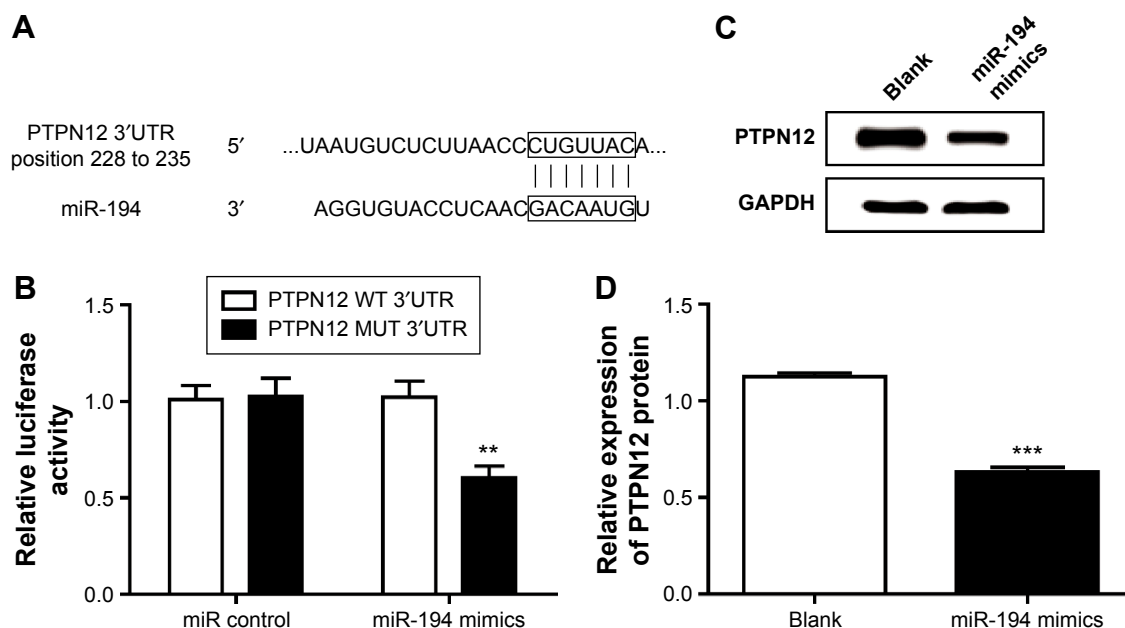 A
PTPN12 3′UTR
position 228 to 235
5′
...UAAUGUCUCUUAACCCUGUUACA...
miR-194
3′
AGGUGUACCUCAACGACAAUGU
B
PTPN12 WT 3′UTR
PTPN12 MUT 3′UTR
Relative luciferase
activity
1.5
1.0
0.5
0.0
**
miR control
miR-194 mimics
C
Blank
miR-194
mimics
PTPN12
GAPDH
D
Relative expression
of PTPN12 protein
1.5
1.0
0.5
0.0
***
Blank
miR-194 mimics